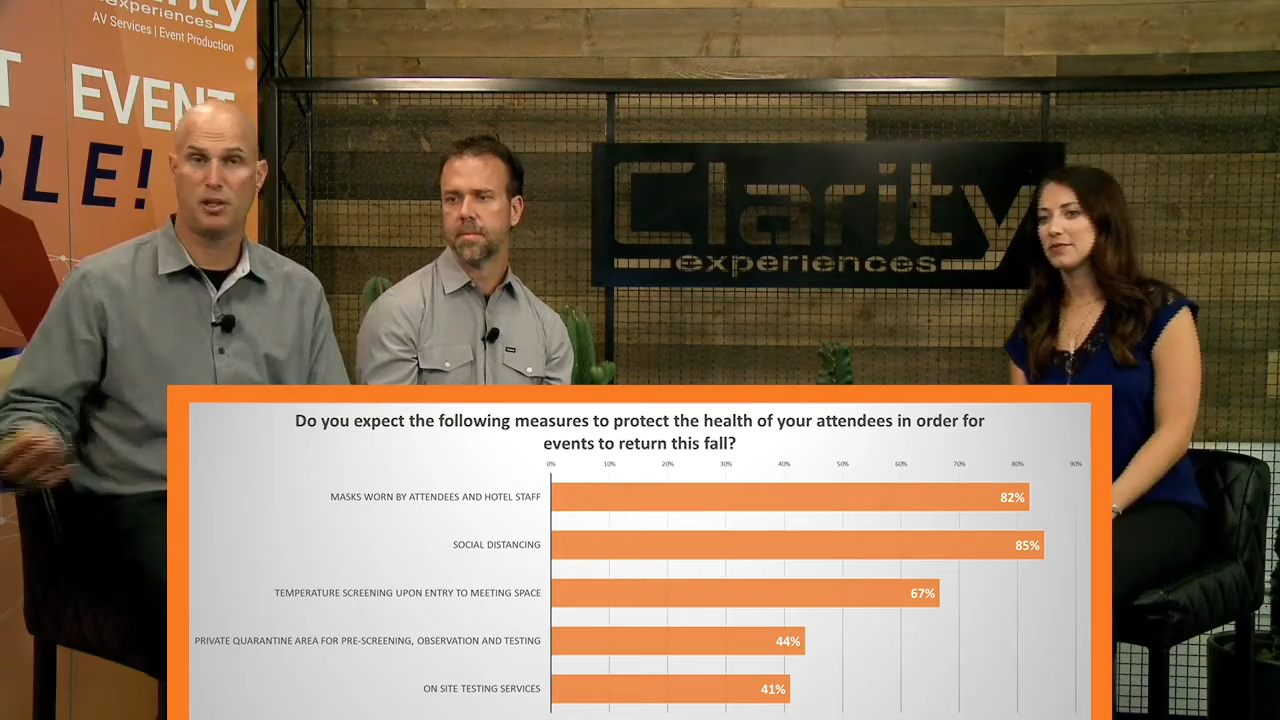 experiences
AV Services | Event Production
EVENT
BLE!
Clarity
experiences
Do you expect the following measures to protect the health of your attendees in order for
events to return this fall?
0% 10% 20% 30% 40% 50% 60% 70% 80% 90%
MASKS WORN BY ATTENDEES AND HOTEL STAFF 82%
SOCIAL DISTANCING 85%
TEMPERATURE SCREENING UPON ENTRY TO MEETING SPACE 67%
PRIVATE QUARANTINE AREA FOR PRE-SCREENING, OBSERVATION AND TESTING 44%
ON SITE TESTING SERVICES 41%